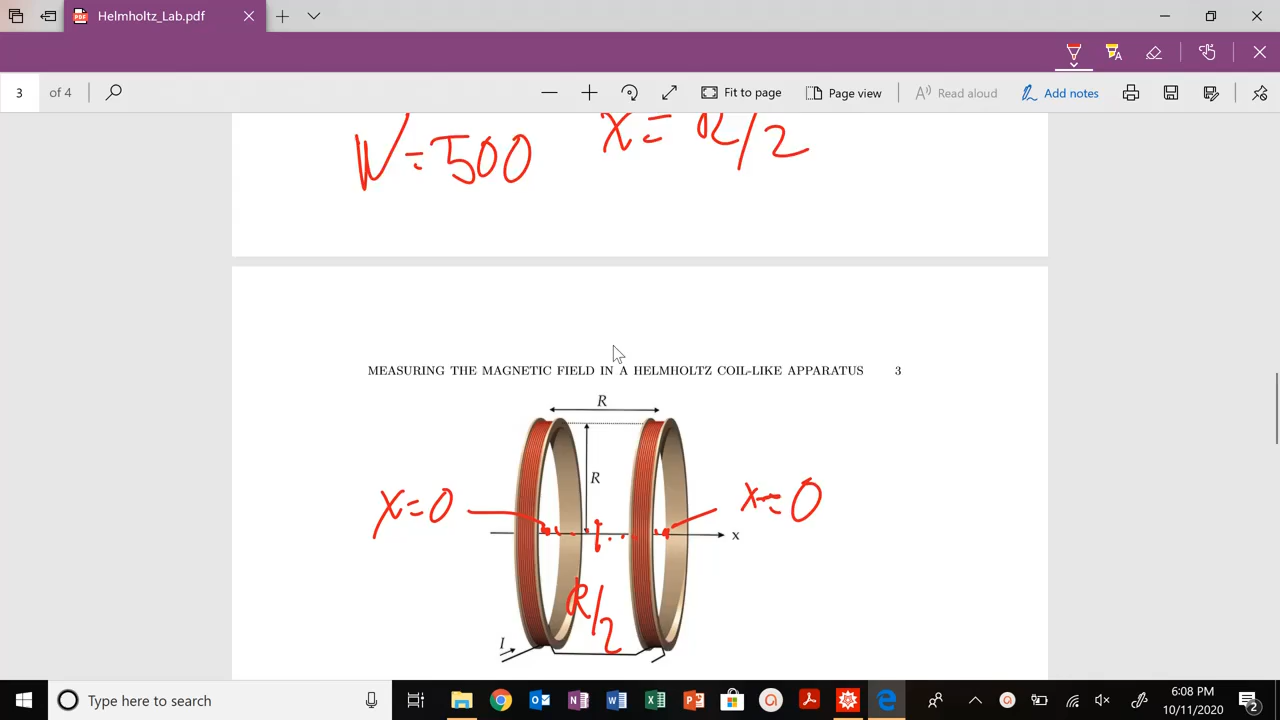 Helmholtz_Lab.pdf
3 of 4
Fit to page
Page view
Read aloud
Add notes
N=500
x=R/2
MEASURING THE MAGNETIC FIELD IN A HELMHOLTZ COIL-LIKE APPARATUS 3
R
R
x=0
x=0
x
R/2
I
Type here to search
6:08 PM
10/11/2020
2